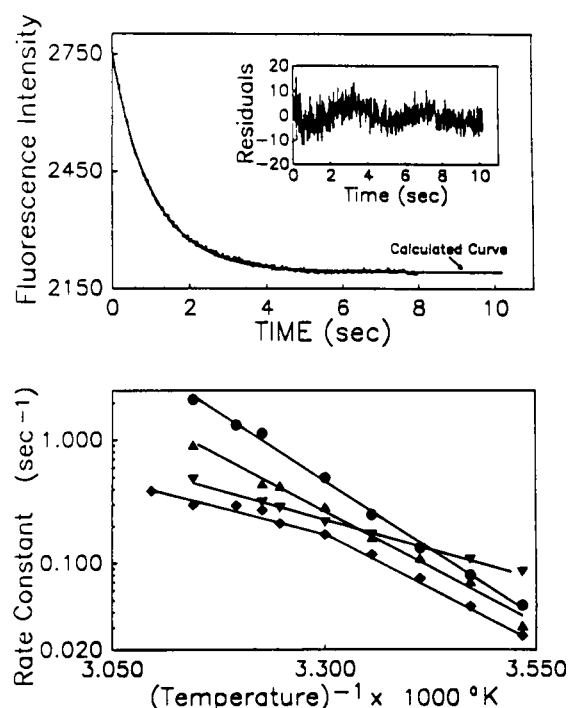 Fluorescence Intensity
2750
2450
2150
0 2 4 6 8 10
TIME (sec)
Calculated Curve
Residuals
20
10
0
-10
-20
0 2 4 6 8 10
Time (sec)
Rate Constant (sec⁻¹)
1.000
0.100
0.020
3.050 3.300 3.550
(Temperature)⁻¹ x 1000 °K